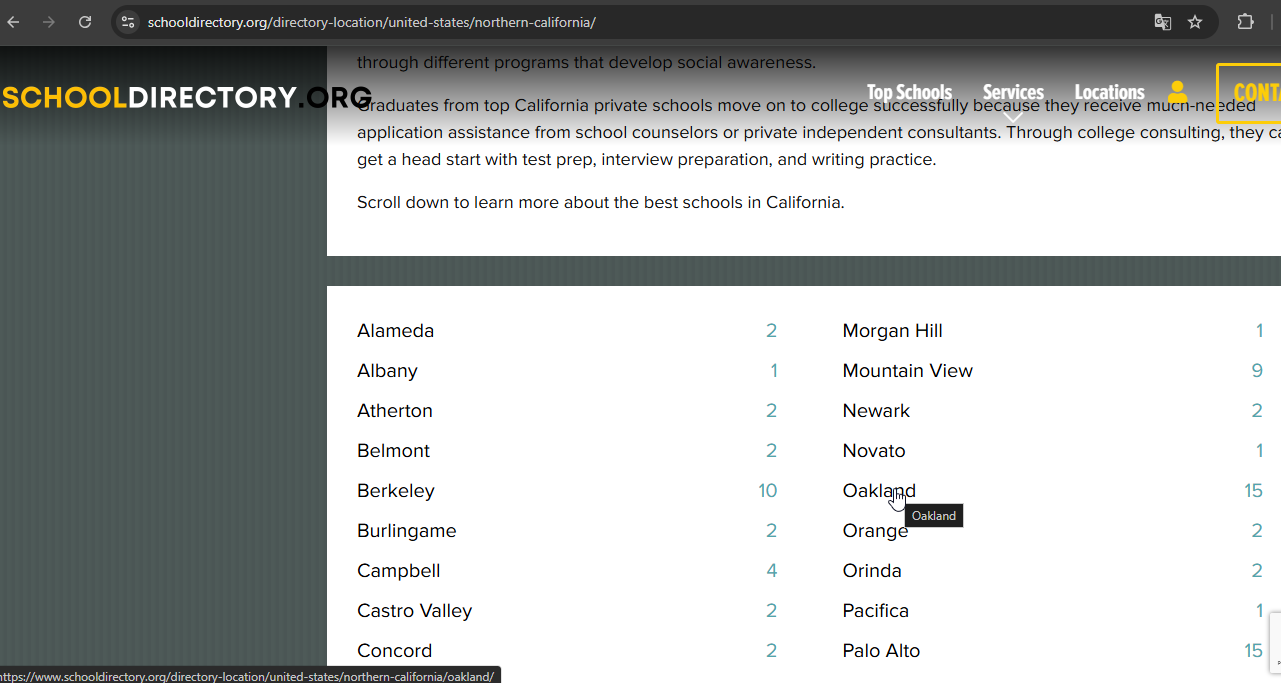 schooldirectory.org/directory-location/united-states/northern-california/
through different programs that develop social awareness.
SCHOOLDIRECTORY.ORG
Top Schools Services Locations CONTA
Graduates from top California private schools move on to college successfully because they receive much-needed
application assistance from school counselors or private independent consultants. Through college consulting, they ca
get a head start with test prep, interview preparation, and writing practice.
Scroll down to learn more about the best schools in California.
Alameda 2 Morgan Hill 1
Albany 1 Mountain View 9
Atherton 2 Newark 2
Belmont 2 Novato 1
Berkeley 10 Oakland 15
Oakland
Burlingame 2 Orange 2
Campbell 4 Orinda 2
Castro Valley 2 Pacifica 1
Concord 2 Palo Alto 15
https://www.schooldirectory.org/directory-location/united-states/northern-california/oakland/